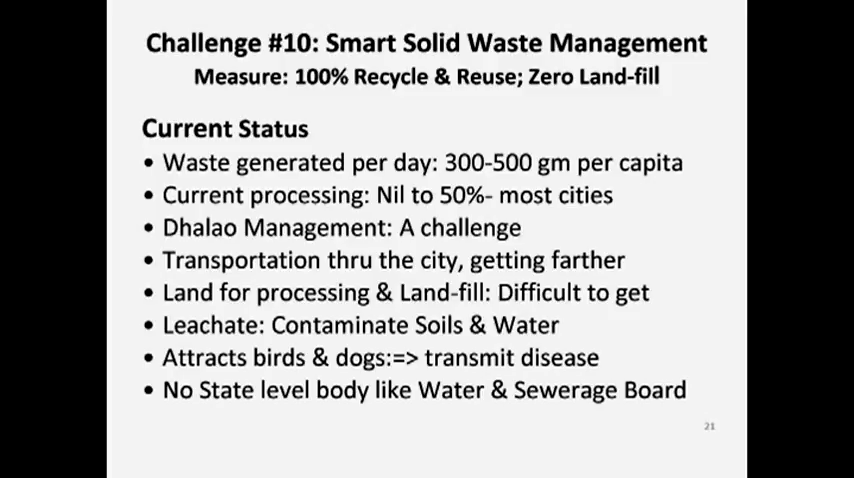 Challenge #10: Smart Solid Waste Management
Measure: 100% Recycle & Reuse; Zero Land-fill
Current Status
• Waste generated per day: 300-500 gm per capita
• Current processing: Nil to 50%- most cities
• Dhalao Management: A challenge
• Transportation thru the city, getting farther
• Land for processing & Land-fill: Difficult to get
• Leachate: Contaminate Soils & Water
• Attracts birds & dogs:=> transmit disease
• No State level body like Water & Sewerage Board
21